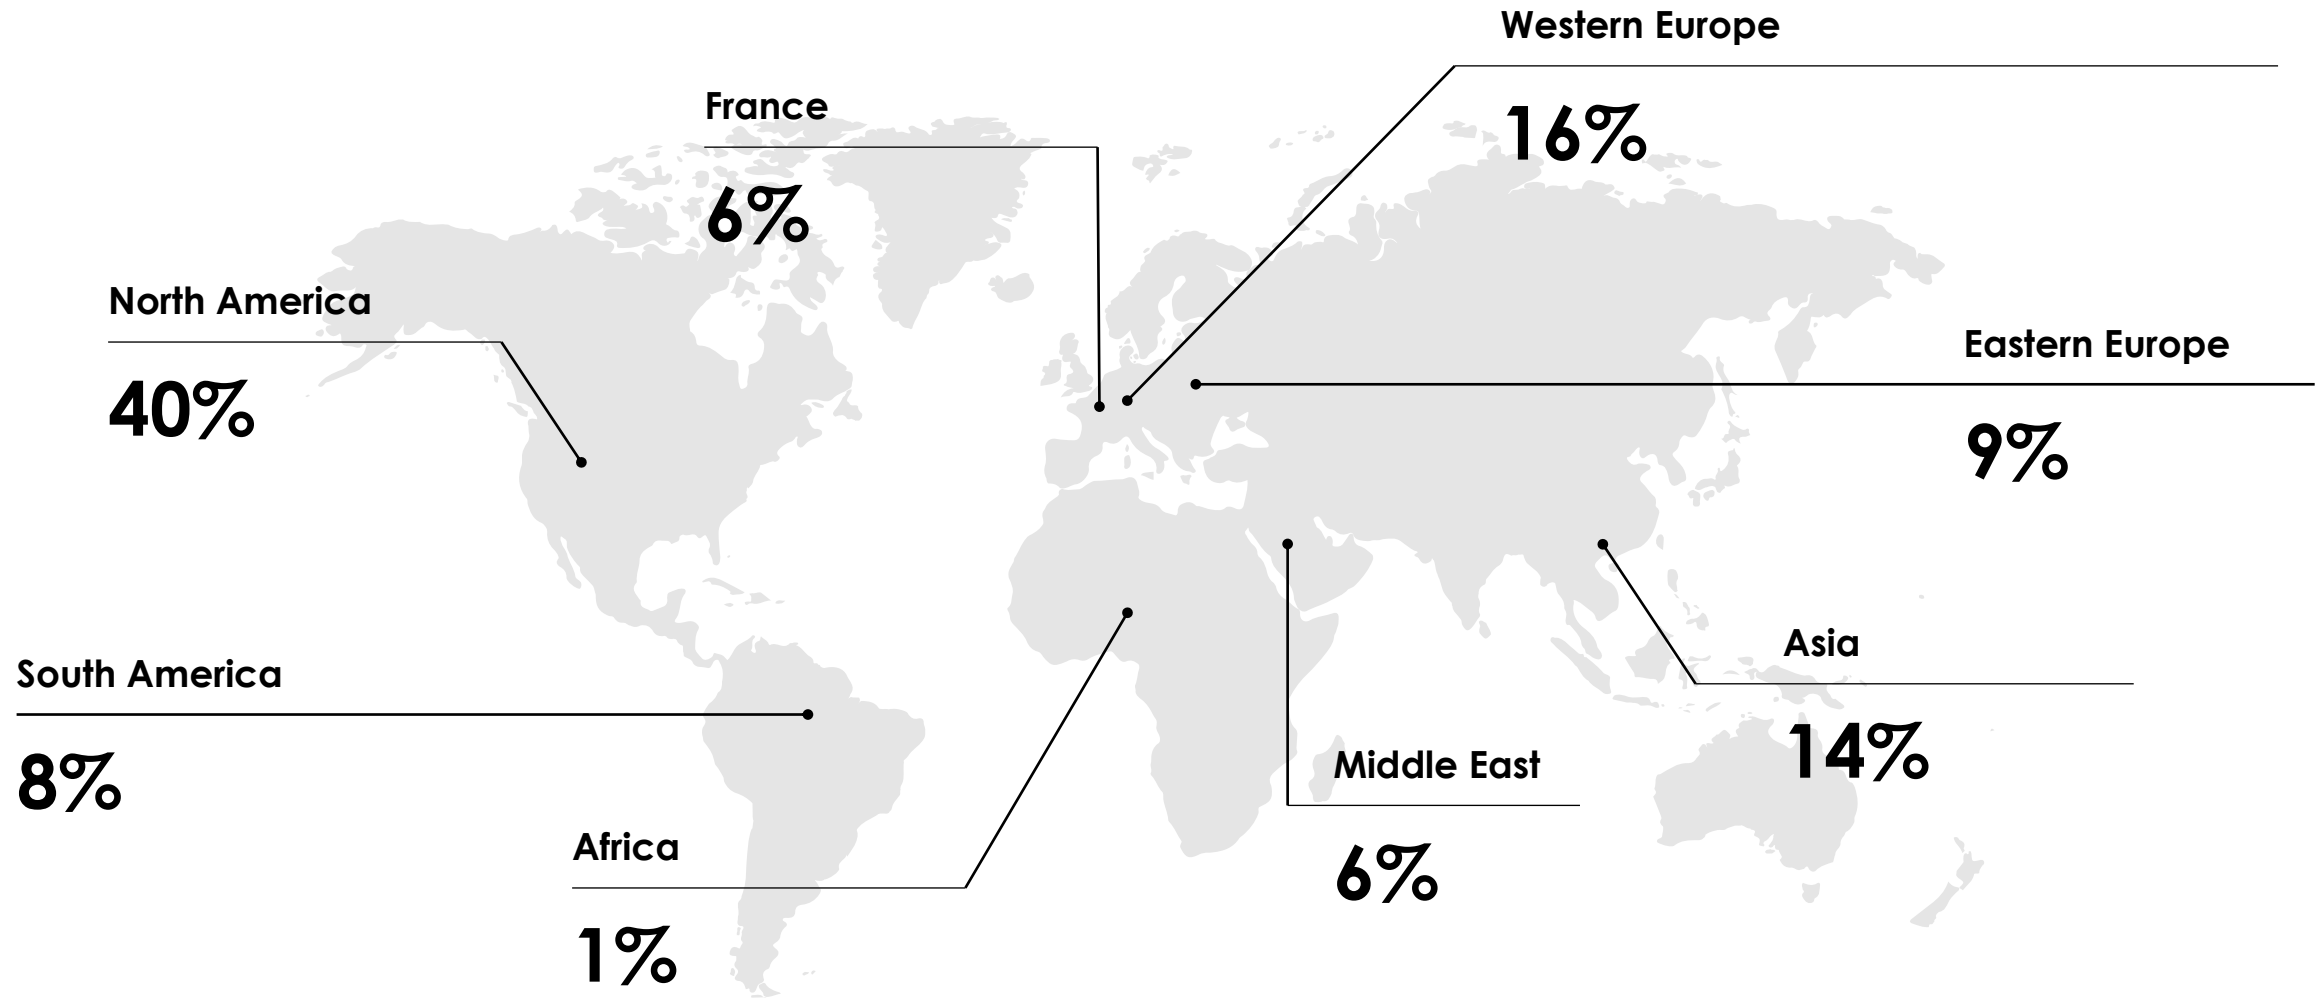 Western Europe
16%
France
6%
North America
40%
Eastern Europe
9%
Asia
14%
South America
8%
Middle East
6%
Africa
1%